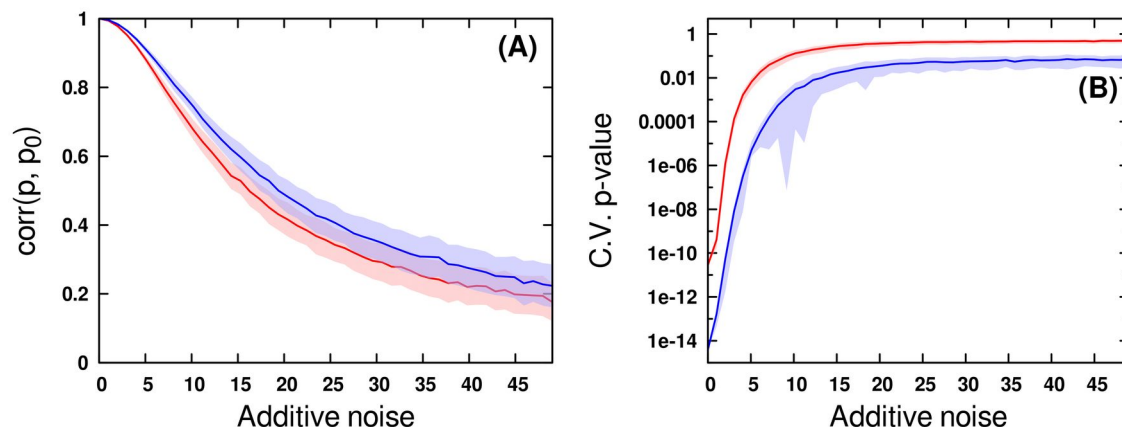 (A)
corr(p, p0)
1
0.8
0.6
0.4
0.2
0
0 5 10 15 20 25 30 35 40 45
Additive noise
(B)
C.V. p-value
1
0.01
0.0001
1e-06
1e-08
1e-10
1e-12
1e-14
0 5 10 15 20 25 30 35 40 45
Additive noise